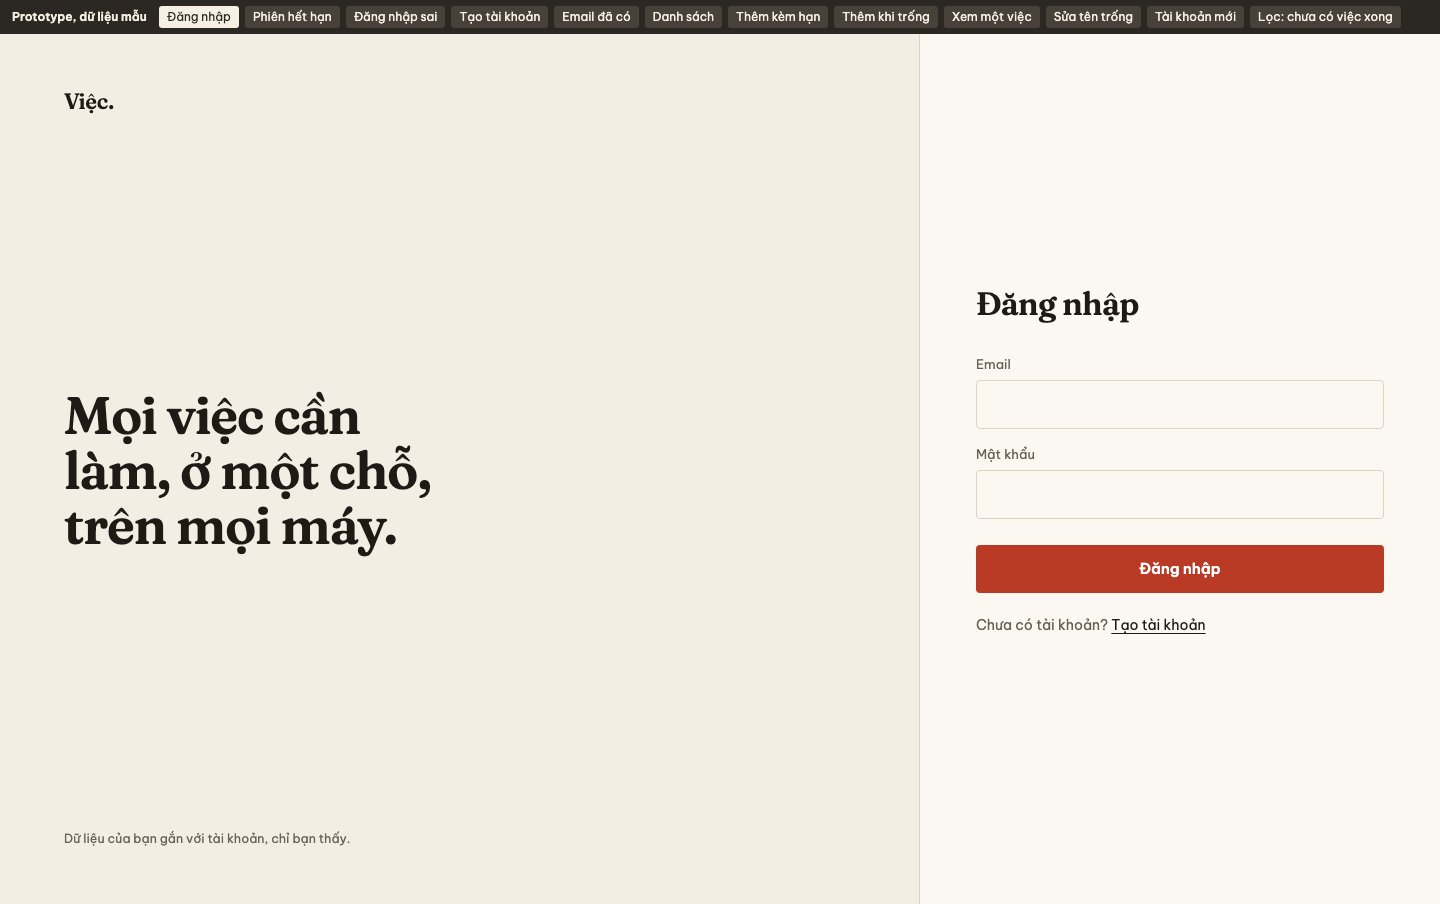 Prototype, dữ liệu mẫu Đăng nhập Phiên hết hạn Đăng nhập sai Tạo tài khoản Email đã có Danh sách Thêm kèm hạn Thêm khi trống Xem một việc Sửa tên trống Tài khoản mới Lọc: chưa có việc xong
Việc.
Mọi việc cần
làm, ở một chỗ,
trên mọi máy.
Dữ liệu của bạn gắn với tài khoản, chỉ bạn thấy.
Đăng nhập
Email
Mật khẩu
Đăng nhập
Chưa có tài khoản? Tạo tài khoản